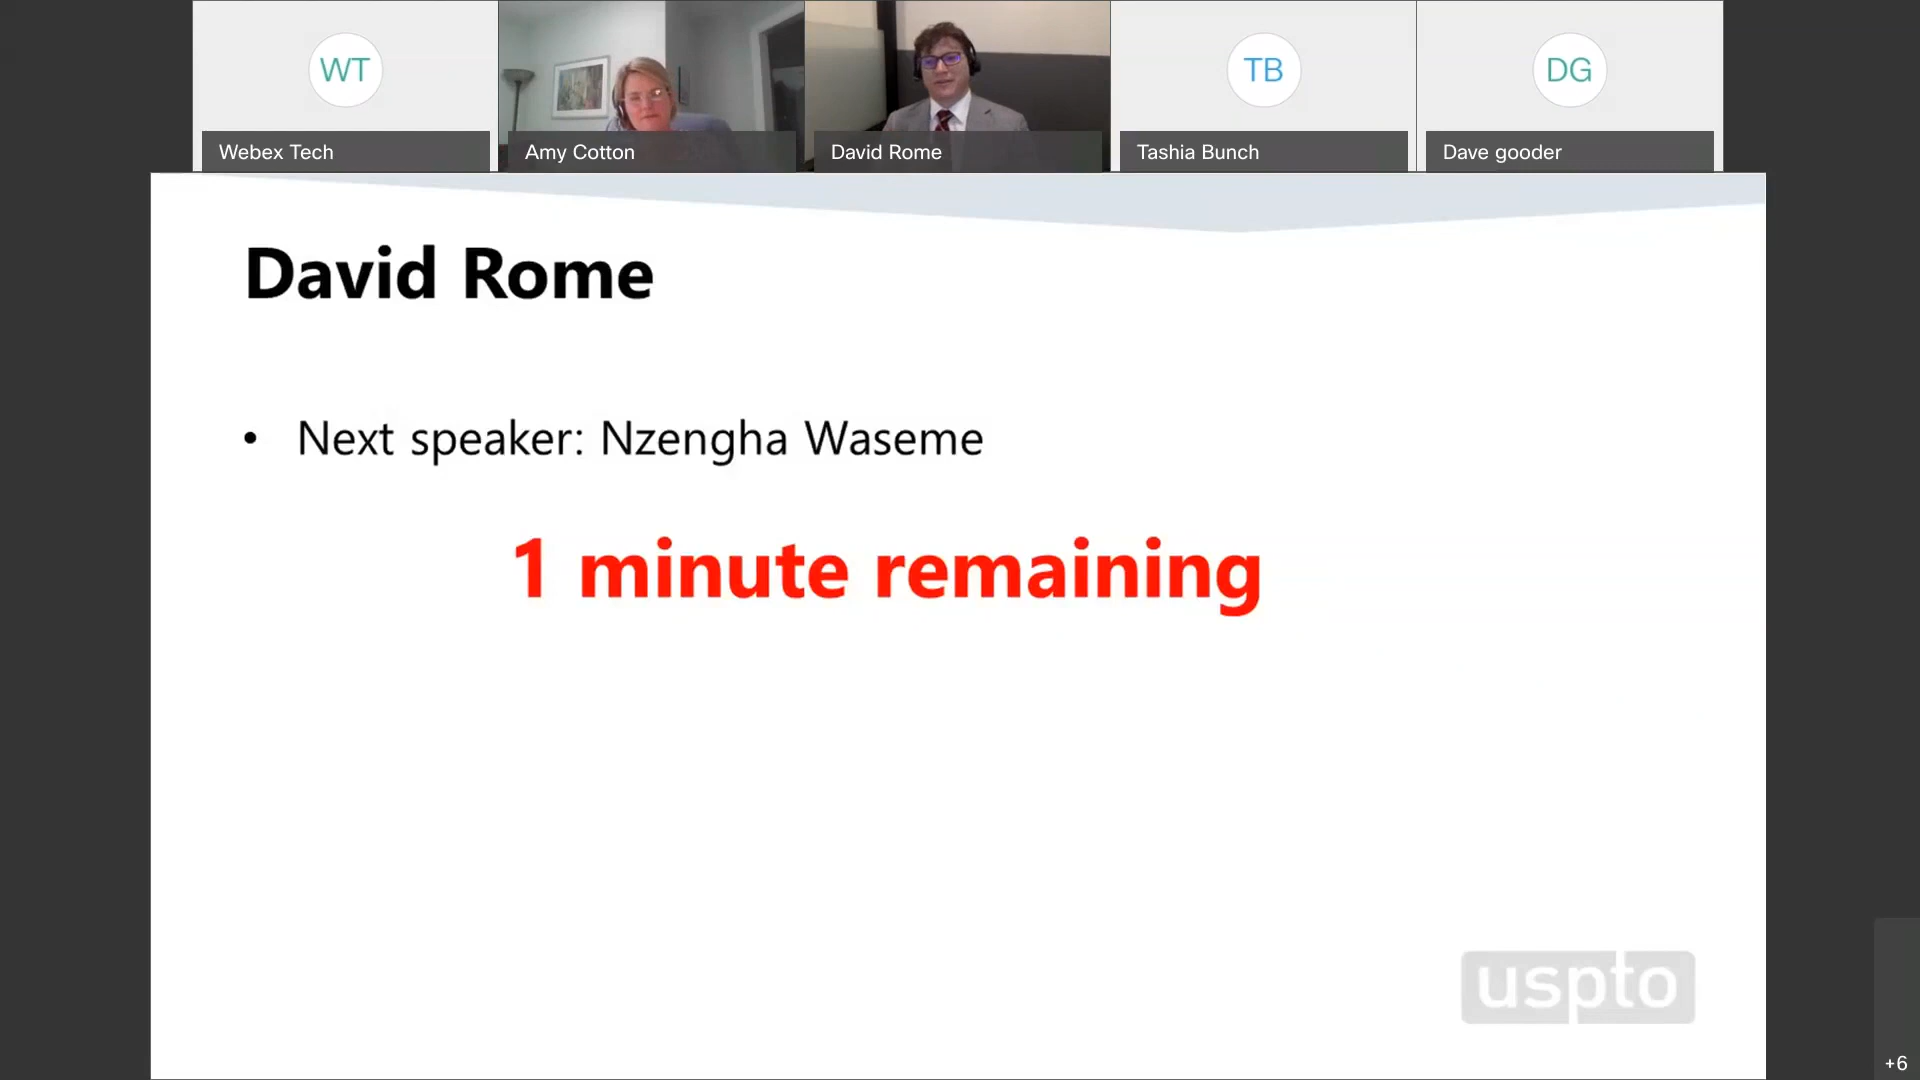 WT
TB
DG
Webex Tech
Amy Cotton
David Rome
Tashia Bunch
Dave gooder
David Rome
• Next speaker: Nzengha Waseme
1 minute remaining
uspto
+6